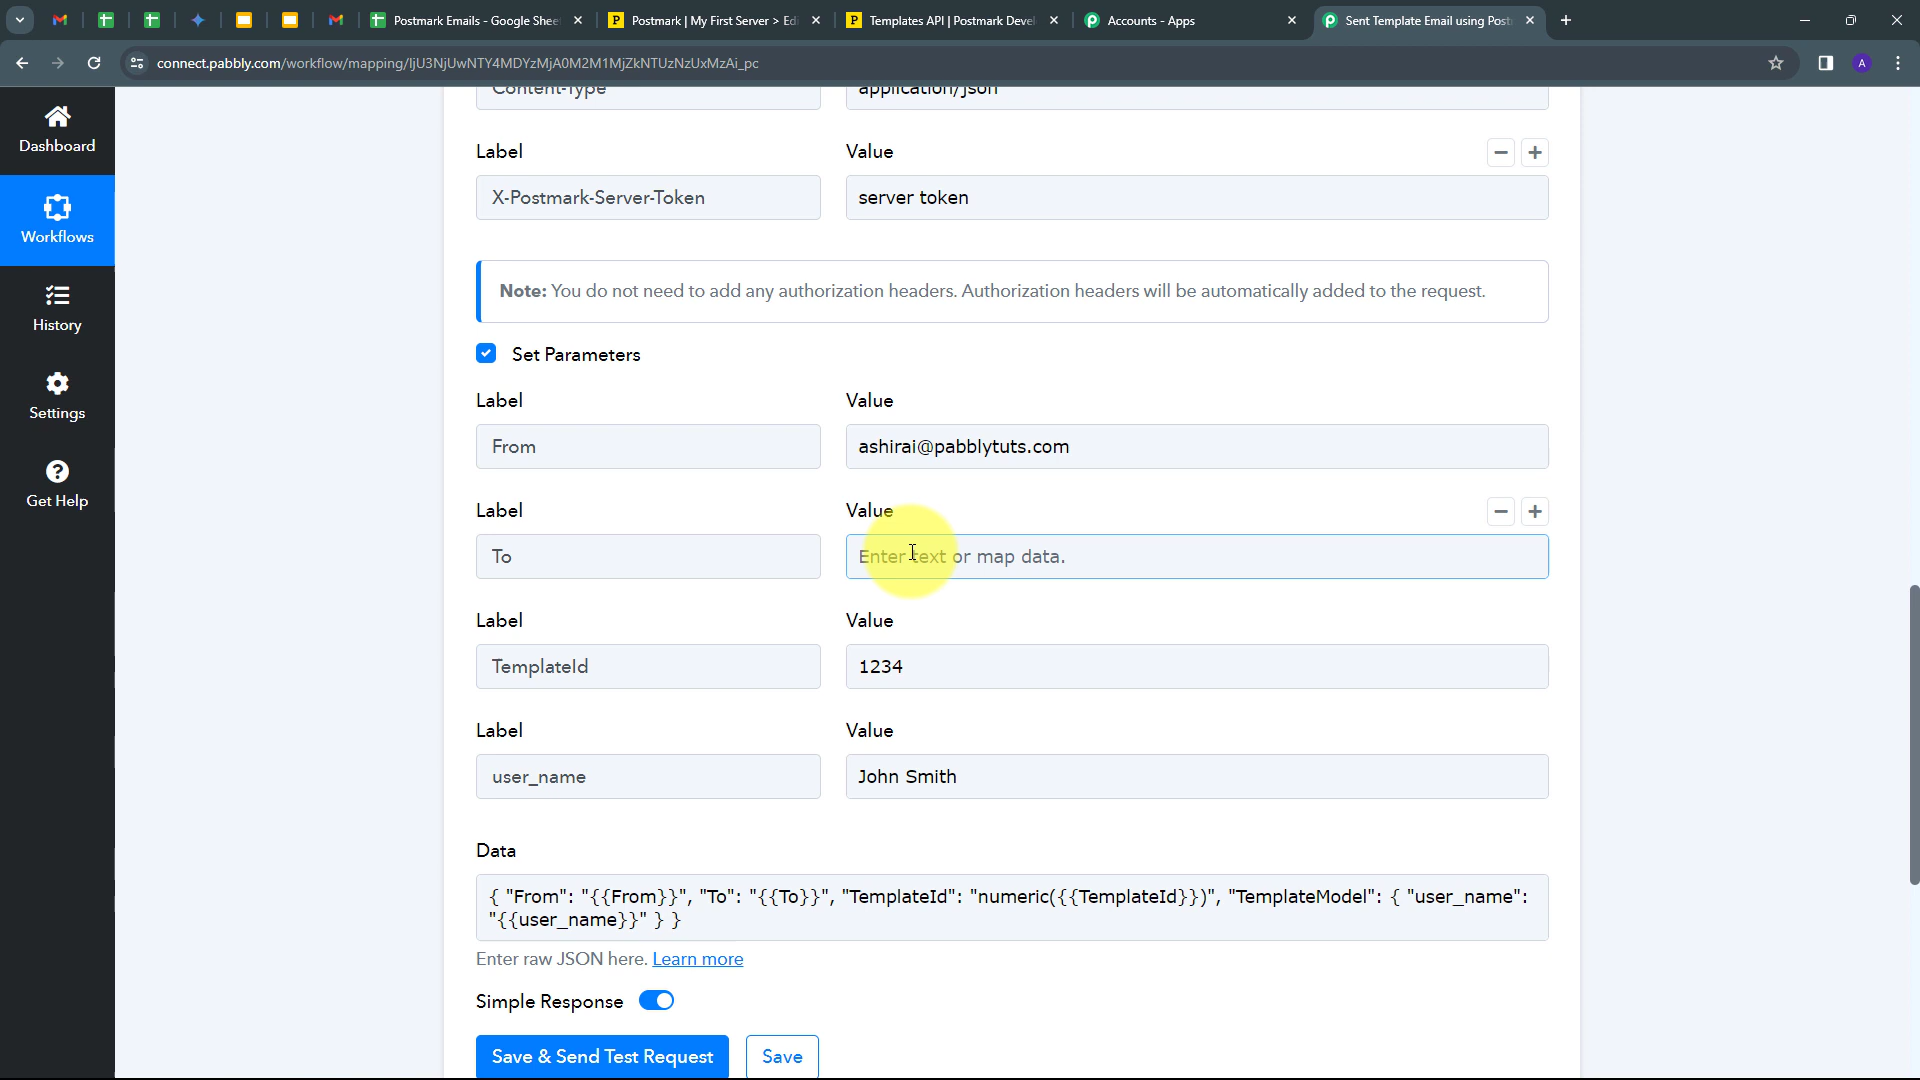 Postmark Emails - Google Shee
Postmark | My First Server > Ed
Templates API | Postmark Devel
Accounts - Apps
Sent Template Email using Post
connect.pabbly.com/workflow/mapping/IjU3NjUwNTY4MDYzMjA0M2M1MjZkNTUzNzUxMzAi_pc
A
Dashboard
Workflows
History
Settings
Get Help
Content-Type
application/json
Label
Value
X-Postmark-Server-Token
server token
Note: You do not need to add any authorization headers. Authorization headers will be automatically added to the request.
Set Parameters
Label
Value
From
ashirai@pabblytuts.com
Label
Value
To
Enter text or map data.
Label
Value
TemplateId
1234
Label
Value
user_name
John Smith
Data
{ "From": "{{From}}", "To": "{{To}}", "TemplateId": "numeric({{TemplateId}})", "TemplateModel": { "user_name":
"{{user_name}}" } }
Enter raw JSON here. Learn more
Simple Response
Save & Send Test Request
Save